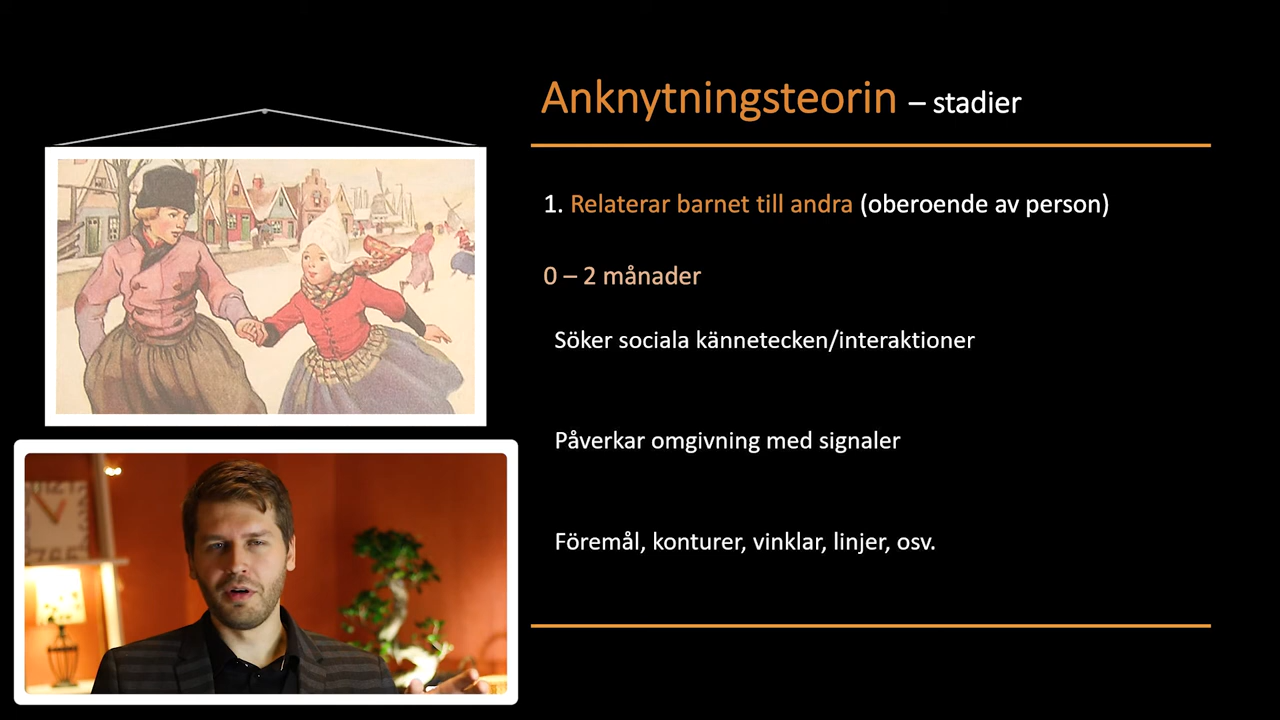 Anknytningsteorin – stadier
1. Relaterar barnet till andra (oberoende av person)
0 – 2 månader
Söker sociala kännetecken/interaktioner
Påverkar omgivning med signaler
Föremål, konturer, vinklar, linjer, osv.